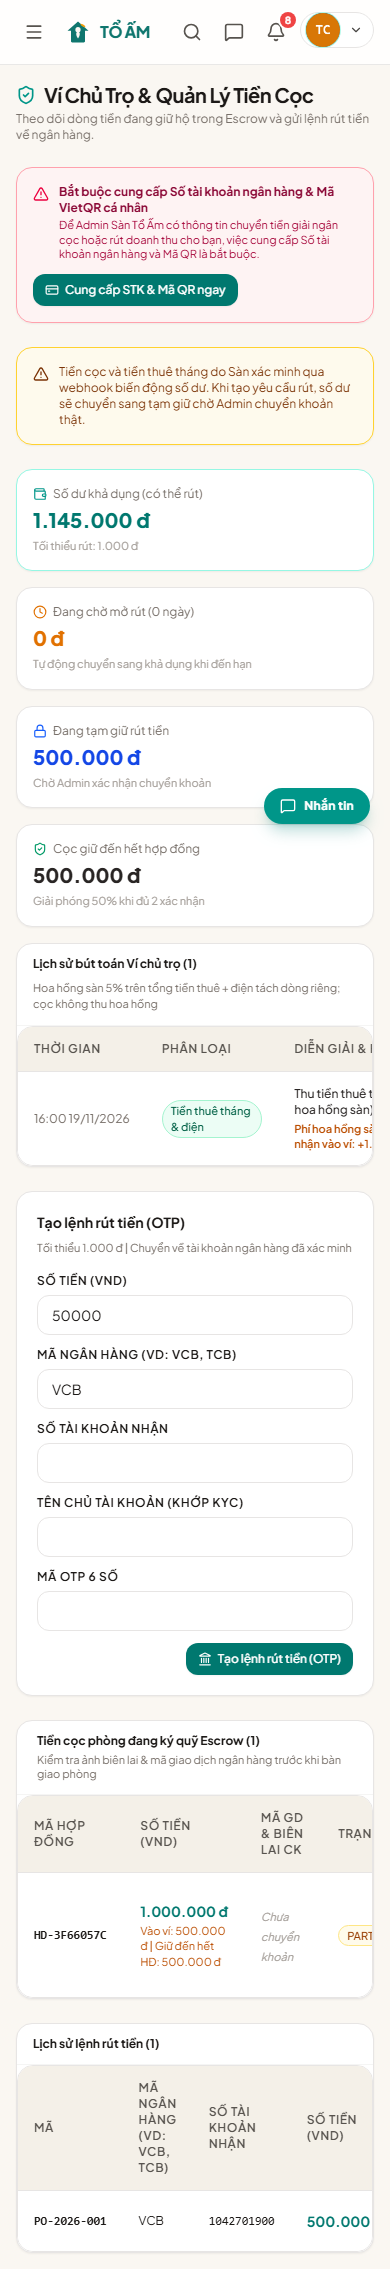 TỔ ẤM
8
TC
Ví Chủ Trọ & Quản Lý Tiền Cọc
Theo dõi dòng tiền đang giữ hộ trong Escrow và gửi lệnh rút tiền
về ngân hàng.
Bắt buộc cung cấp Số tài khoản ngân hàng & Mã
VietQR cá nhân
Để Admin Sàn Tổ Ấm có thông tin chuyển tiền giải ngân
cọc hoặc rút doanh thu cho bạn, việc cung cấp Số tài
khoản ngân hàng và Mã QR là bắt buộc.
Cung cấp STK & Mã QR ngay
Tiền cọc và tiền thuê tháng do Sàn xác minh qua
webhook biến động số dư. Khi tạo yêu cầu rút, số dư
sẽ chuyển sang tạm giữ chờ Admin chuyển khoản
thật.
Số dư khả dụng (có thể rút)
1.145.000 đ
Tối thiểu rút: 1.000 đ
Đang chờ mở rút (0 ngày)
0 đ
Tự động chuyển sang khả dụng khi đến hạn
Đang tạm giữ rút tiền
500.000 đ
Chờ Admin xác nhận chuyển khoản
Nhắn tin
Cọc giữ đến hết hợp đồng
500.000 đ
Giải phóng 50% khi đủ 2 xác nhận
Lịch sử bút toán Ví chủ trọ (1)
Hoa hồng sàn 5% trên tổng tiền thuê + điện tách dòng riêng;
cọc không thu hoa hồng
THỜI GIAN PHÂN LOẠI DIỄN GIẢI &
16:00 19/11/2026
Tiền thuê tháng
& điện
Thu tiền thuê
hoa hồng sàn)
Phí hoa hồng
nhận vào ví: +1.
Tạo lệnh rút tiền (OTP)
Tối thiểu 1.000 đ | Chuyển về tài khoản ngân hàng đã xác minh
SỐ TIỀN (VND)
50000
MÃ NGÂN HÀNG (VD: VCB, TCB)
VCB
SỐ TÀI KHOẢN NHẬN
TÊN CHỦ TÀI KHOẢN (KHỚP KYC)
MÃ OTP 6 SỐ
Tạo lệnh rút tiền (OTP)
Tiền cọc phòng đang ký quỹ Escrow (1)
Kiểm tra ảnh biên lai & mã giao dịch ngân hàng trước khi bàn
giao phòng
MÃ HỢP
ĐỒNG
SỐ TIỀN
(VND)
MÃ GD
& BIÊN
LAI CK
TRẠN
HD-3F66057C
1.000.000 đ
Vào ví: 500.000
đ | Giữ đến hết
HĐ: 500.000 đ
Chưa
chuyển
khoản
PART
Lịch sử lệnh rút tiền (1)
MÃ
MÃ
NGÂN
HÀNG
(VD:
VCB,
TCB)
SỐ TÀI
KHOẢN
NHẬN
SỐ TIỀN
(VND)
PO-2026-001 VCB 1042701900 500.000